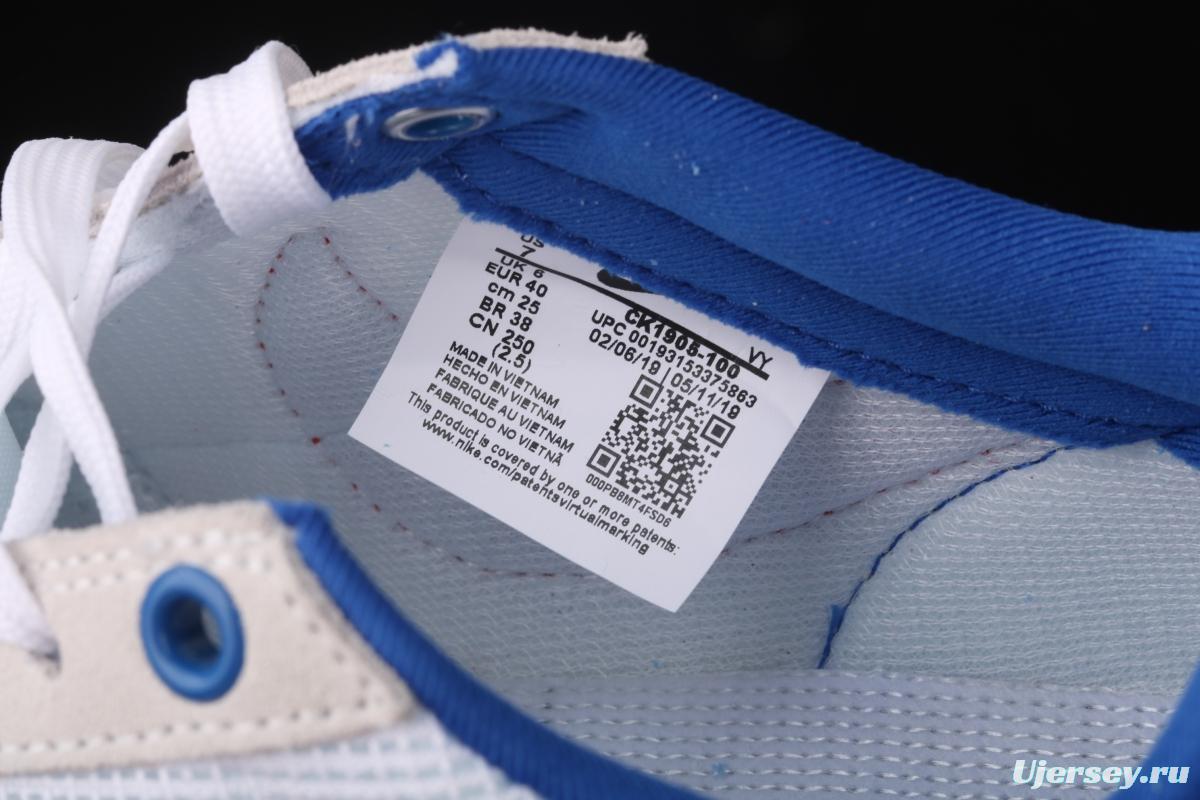 US
7
UK 6
EUR 40
cm 25
BR 38
CN 250
(2.5)
CK1905-100
VY
UPC 00193153375863
02/06/19 | 05/11/19
MADE IN VIETNAM
HECHO EN VIETNAM
FABRIQUE AU VIETNAM
FABRICADO NO VIETNÃ
000PB8MT4FSD6
H
This product is covered by one or more patents:
www.nike.com/patentsvirtualmarking
Ujersey.ru